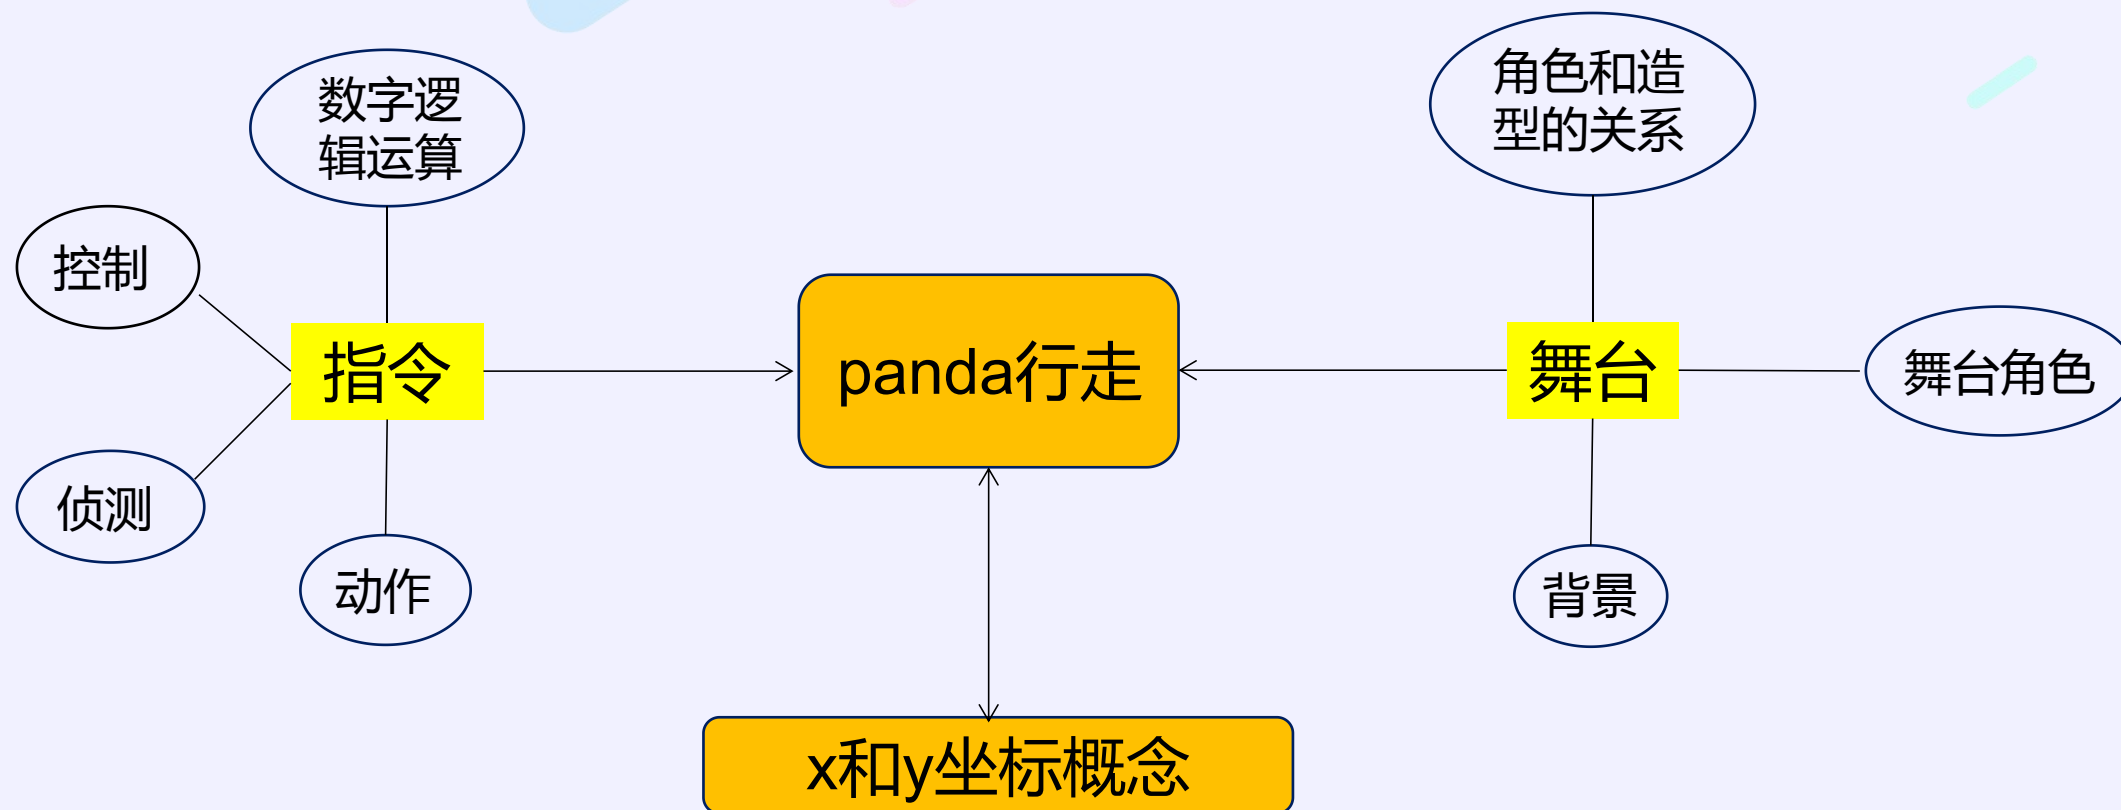 数字逻
辑运算
控制
指令
侦测
动作
panda行走
x和y坐标概念
角色和造
型的关系
舞台
舞台角色
背景